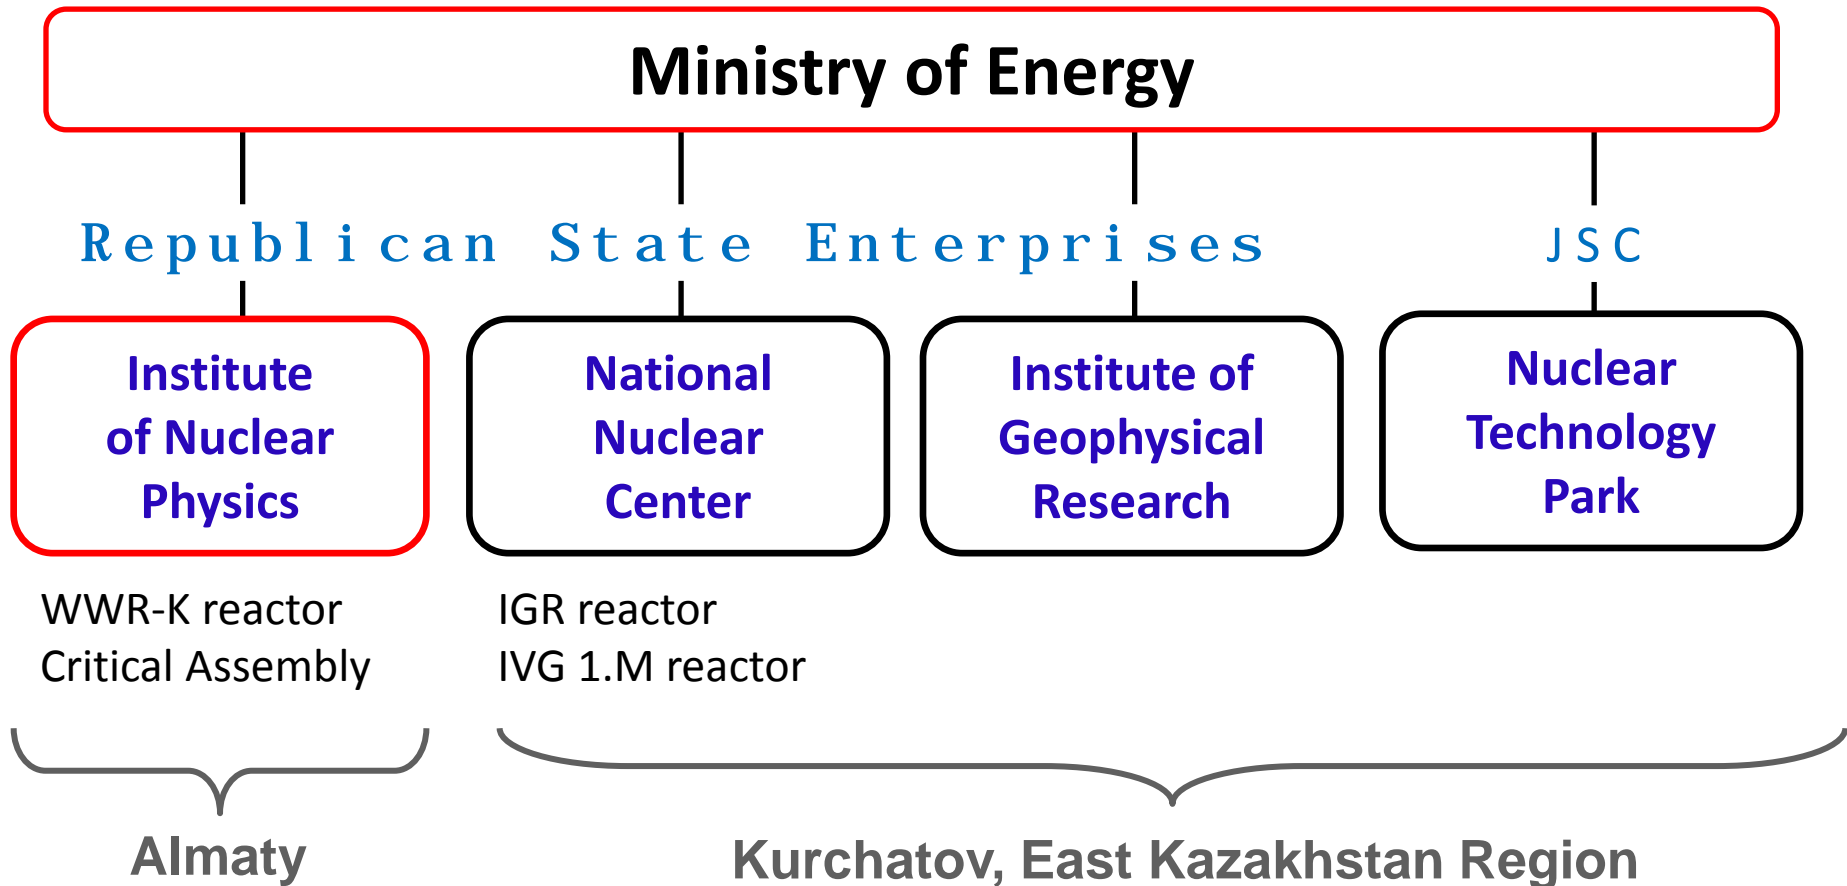 Ministry of Energy
Republican State Enterprises
JSC
Institute
of Nuclear
Physics
National
Nuclear
Center
Institute of
Geophysical
Research
Nuclear
Technology
Park
WWR-K reactor
Critical Assembly
IGR reactor
IVG 1.M reactor
Almaty
Kurchatov, East Kazakhstan Region